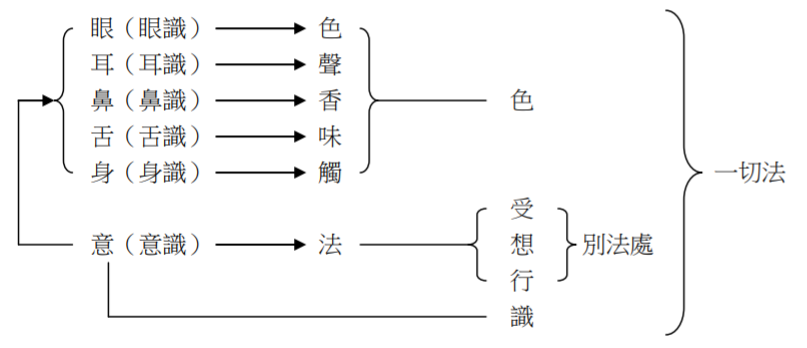 眼（眼識） 色
耳（耳識） 聲
鼻（鼻識） 香 色
舌（舌識） 味
身（身識） 觸 一切法
受
意（意識） 法 想 別法處
行
識